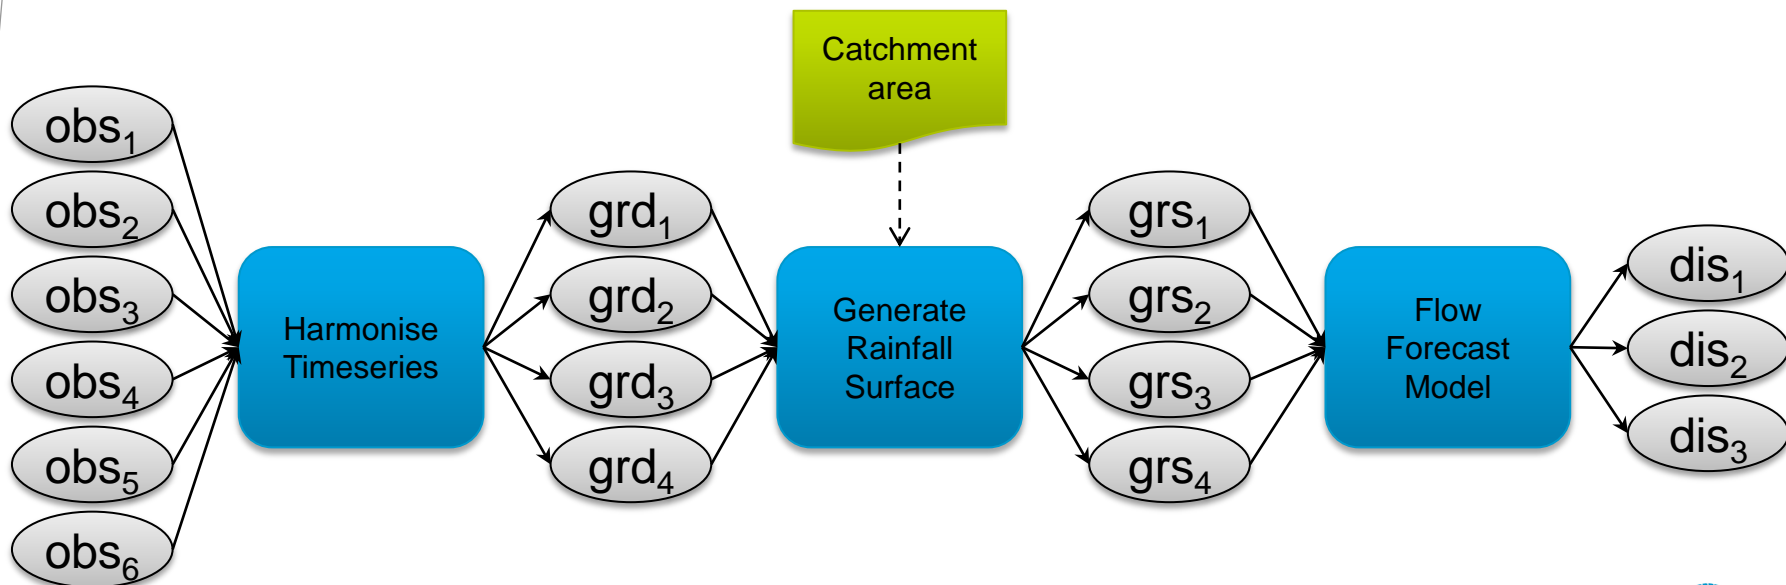 Catchment
area
obs₁
obs₂
obs₃
obs₄
obs₅
obs₆
Harmonise
Timeseries
grd₁
grd₂
grd₃
grd₄
Generate
Rainfall
Surface
grs₁
grs₂
grs₃
grs₄
Flow
Forecast
Model
dis₁
dis₂
dis₃